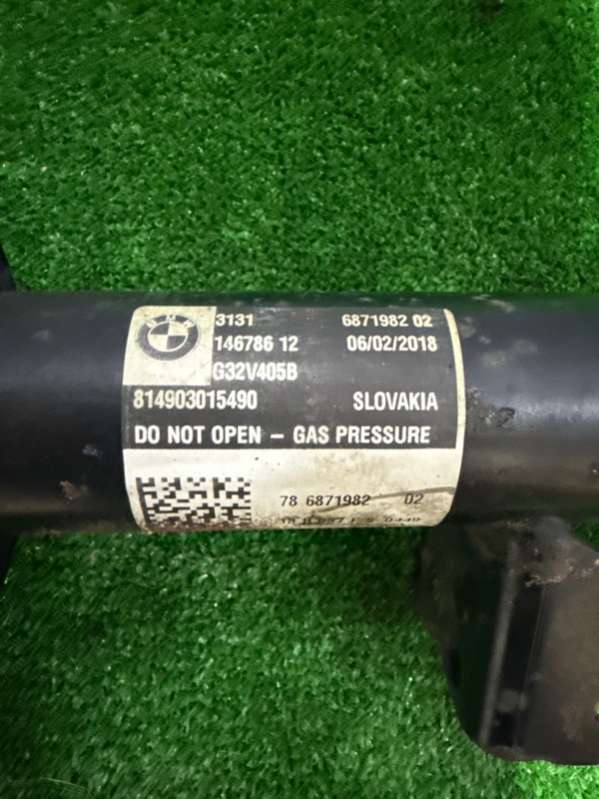 BMW
3131 6871982 02
146786 12 06/02/2018
G32V405B
814903015490 SLOVAKIA
DO NOT OPEN - GAS PRESSURE
78 6871982 02